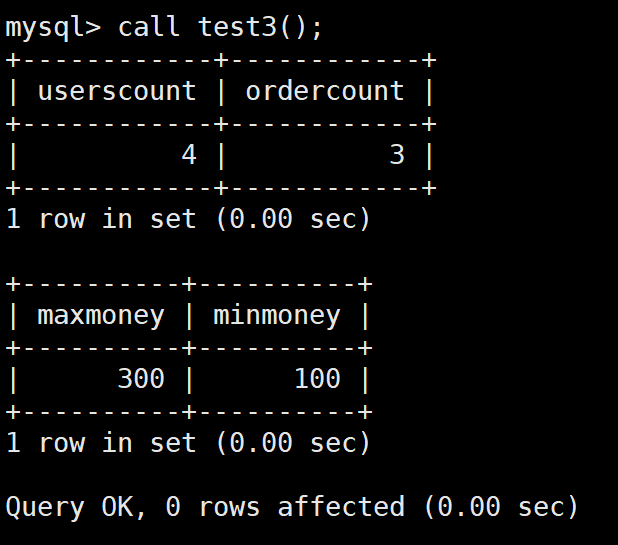 mysql> call test3();
+------------+------------+
| userscount | ordercount |
+------------+------------+
|          4 |          3 |
+------------+------------+
1 row in set (0.00 sec)

+----------+----------+
| maxmoney | minmoney |
+----------+----------+
|      300 |      100 |
+----------+----------+
1 row in set (0.00 sec)

Query OK, 0 rows affected (0.00 sec)